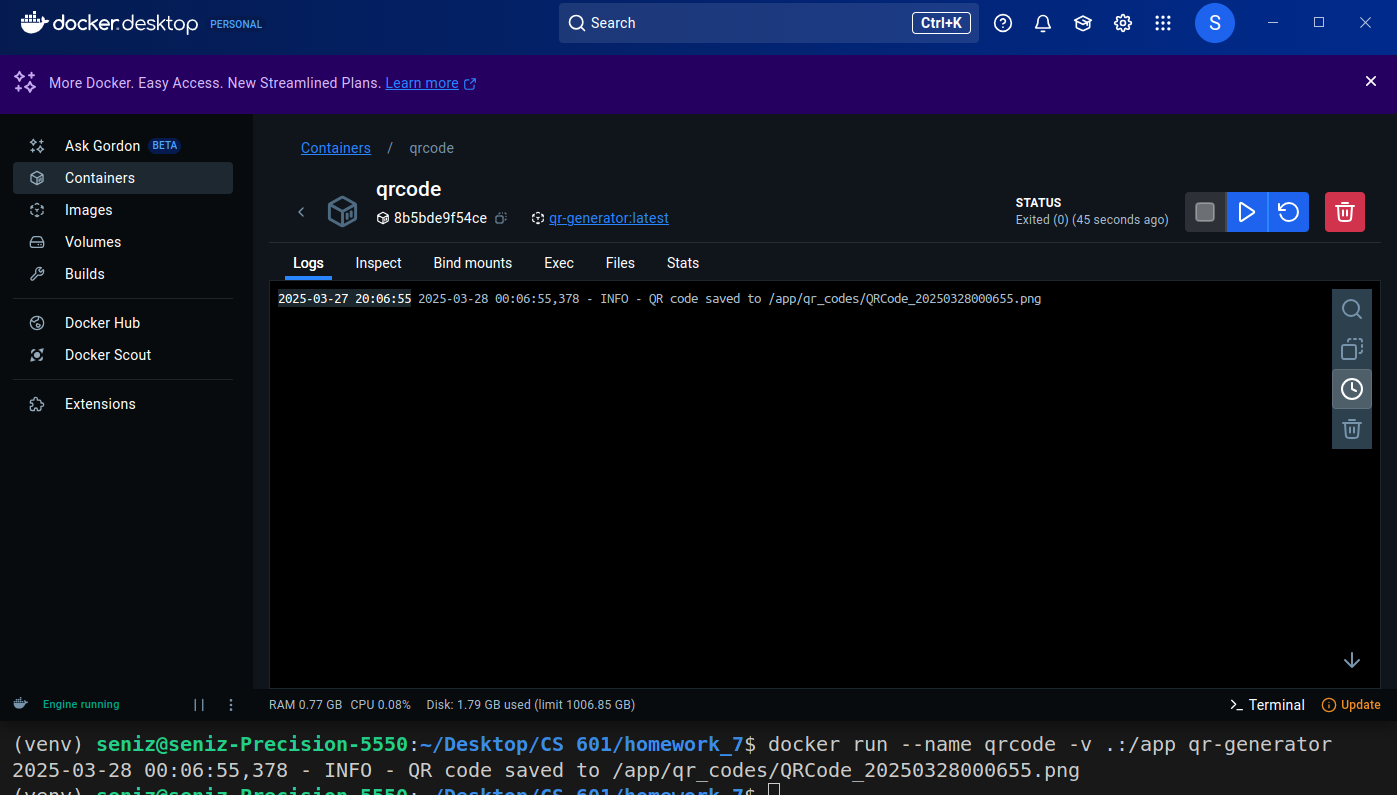 docker.desktop PERSONAL
Search Ctrl+K
S
More Docker. Easy Access. New Streamlined Plans. Learn more
Ask Gordon BETA
Containers
Images
Volumes
Builds
Docker Hub
Docker Scout
Extensions
Containers / qrcode
qrcode
8b5bde9f54ce qr-generator:latest
STATUS
Exited (0) (45 seconds ago)
Logs Inspect Bind mounts Exec Files Stats
2025-03-27 20:06:55 2025-03-28 00:06:55,378 - INFO - QR code saved to /app/qr_codes/QRCode_20250328000655.png
Engine running RAM 0.77 GB CPU 0.08% Disk: 1.79 GB used (limit 1006.85 GB) Terminal Update
(venv) seniz@seniz-Precision-5550:~/Desktop/CS 601/homework_7$ docker run --name qrcode -v .:/app qr-generator
2025-03-28 00:06:55,378 - INFO - QR code saved to /app/qr_codes/QRCode_20250328000655.png
(venv) seniz@seniz-Precision-5550:~/Desktop/CS 601/homework_7$